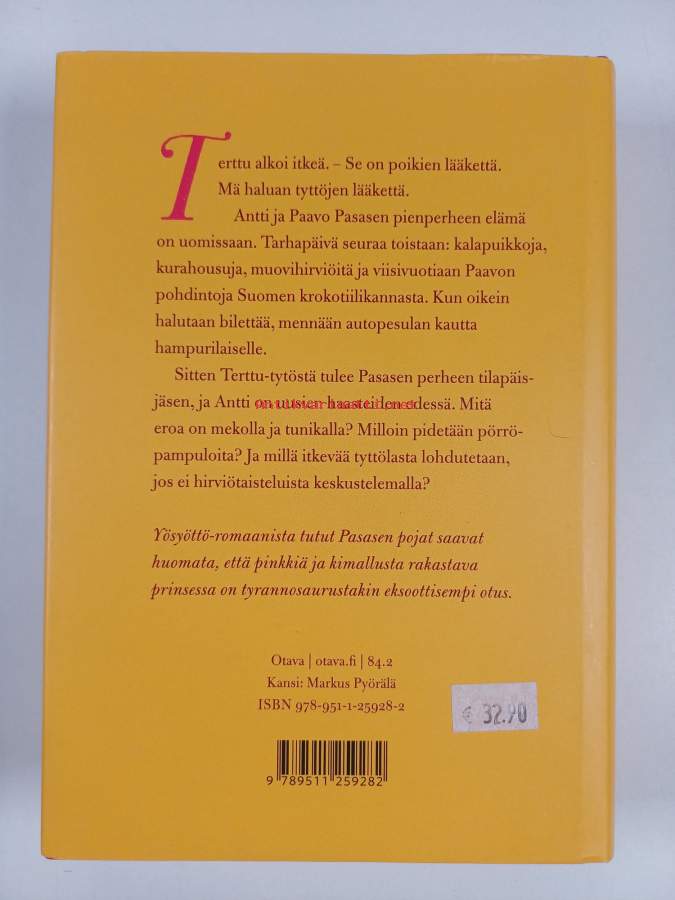 Terttu alkoi itkeä. – Se on poikien lääkettä.
Mä haluan tyttöjen lääkettä.
Antti ja Paavo Pasasen pienperheen elämä
on uomissaan. Tarhapäivä seuraa toistaan: kalapuikkoja,
kurahousuja, muovihirviöitä ja viisivuotiaan Paavon
pohdintoja Suomen krokotiilikannasta. Kun oikein
halutaan bilettää, mennään autopesulan kautta
hampurilaiselle.
Sitten Terttu-tytöstä tulee Pasasen perheen tilapäis-
jäsen, ja Antti on uusien haasteiden edessä. Mitä
eroa on mekolla ja tunikalla? Milloin pidetään pörrö-
pampuloita? Ja millä itkevää tyttölasta lohdutetaan,
jos ei hirviötaisteluista keskustelemalla?
Yösyöttö-romaanista tutut Pasasen pojat saavat
huomata, että pinkkiä ja kimallusta rakastava
prinsessa on tyrannosaurustakin eksoottisempi otus.
Otava | otava.fi | 84.2
Kansi: Markus Pyörälä
ISBN 978-951-1-25928-2
€ 32.90
9 789511 259282